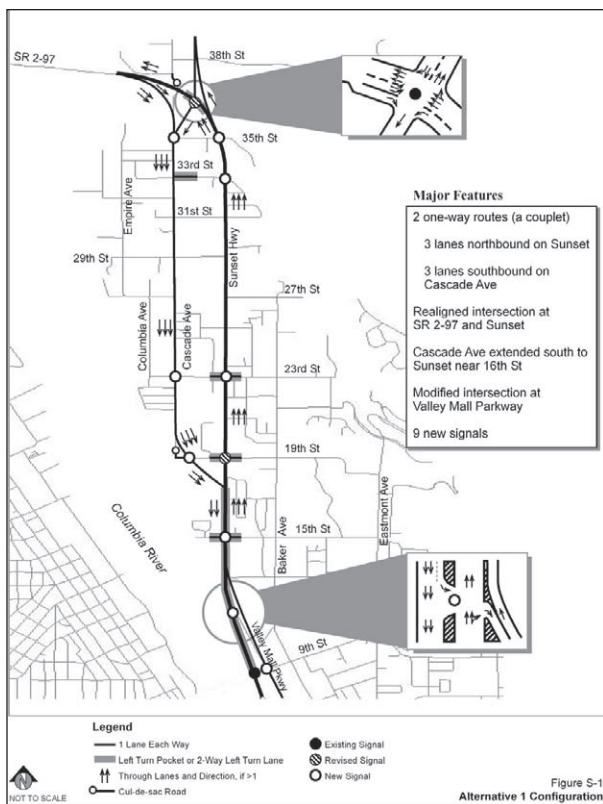 SR 2-97
38th St
35th St
33rd St
Empire Ave
31st St
Sunset Hwy
29th St
27th St
Columbia Ave
Cascade Ave
23rd St
19th St
Columbia River
Baker Ave
15th St
Eastmont Ave
Valley Mall Pkwy
9th St
Major Features
2 one-way routes (a couplet)
3 lanes northbound on Sunset
3 lanes southbound on
Cascade Ave
Realigned intersection at
SR 2-97 and Sunset
Cascade Ave extended south to
Sunset near 16th St
Modified intersection at
Valley Mall Parkway
9 new signals
Legend
1 Lane Each Way
Left Turn Pocket or 2-Way Left Turn Lane
Through Lanes and Direction, if >1
Cul-de-sac Road
Existing Signal
Revised Signal
New Signal
N
NOT TO SCALE
Figure S-1
Alternative 1 Configuration